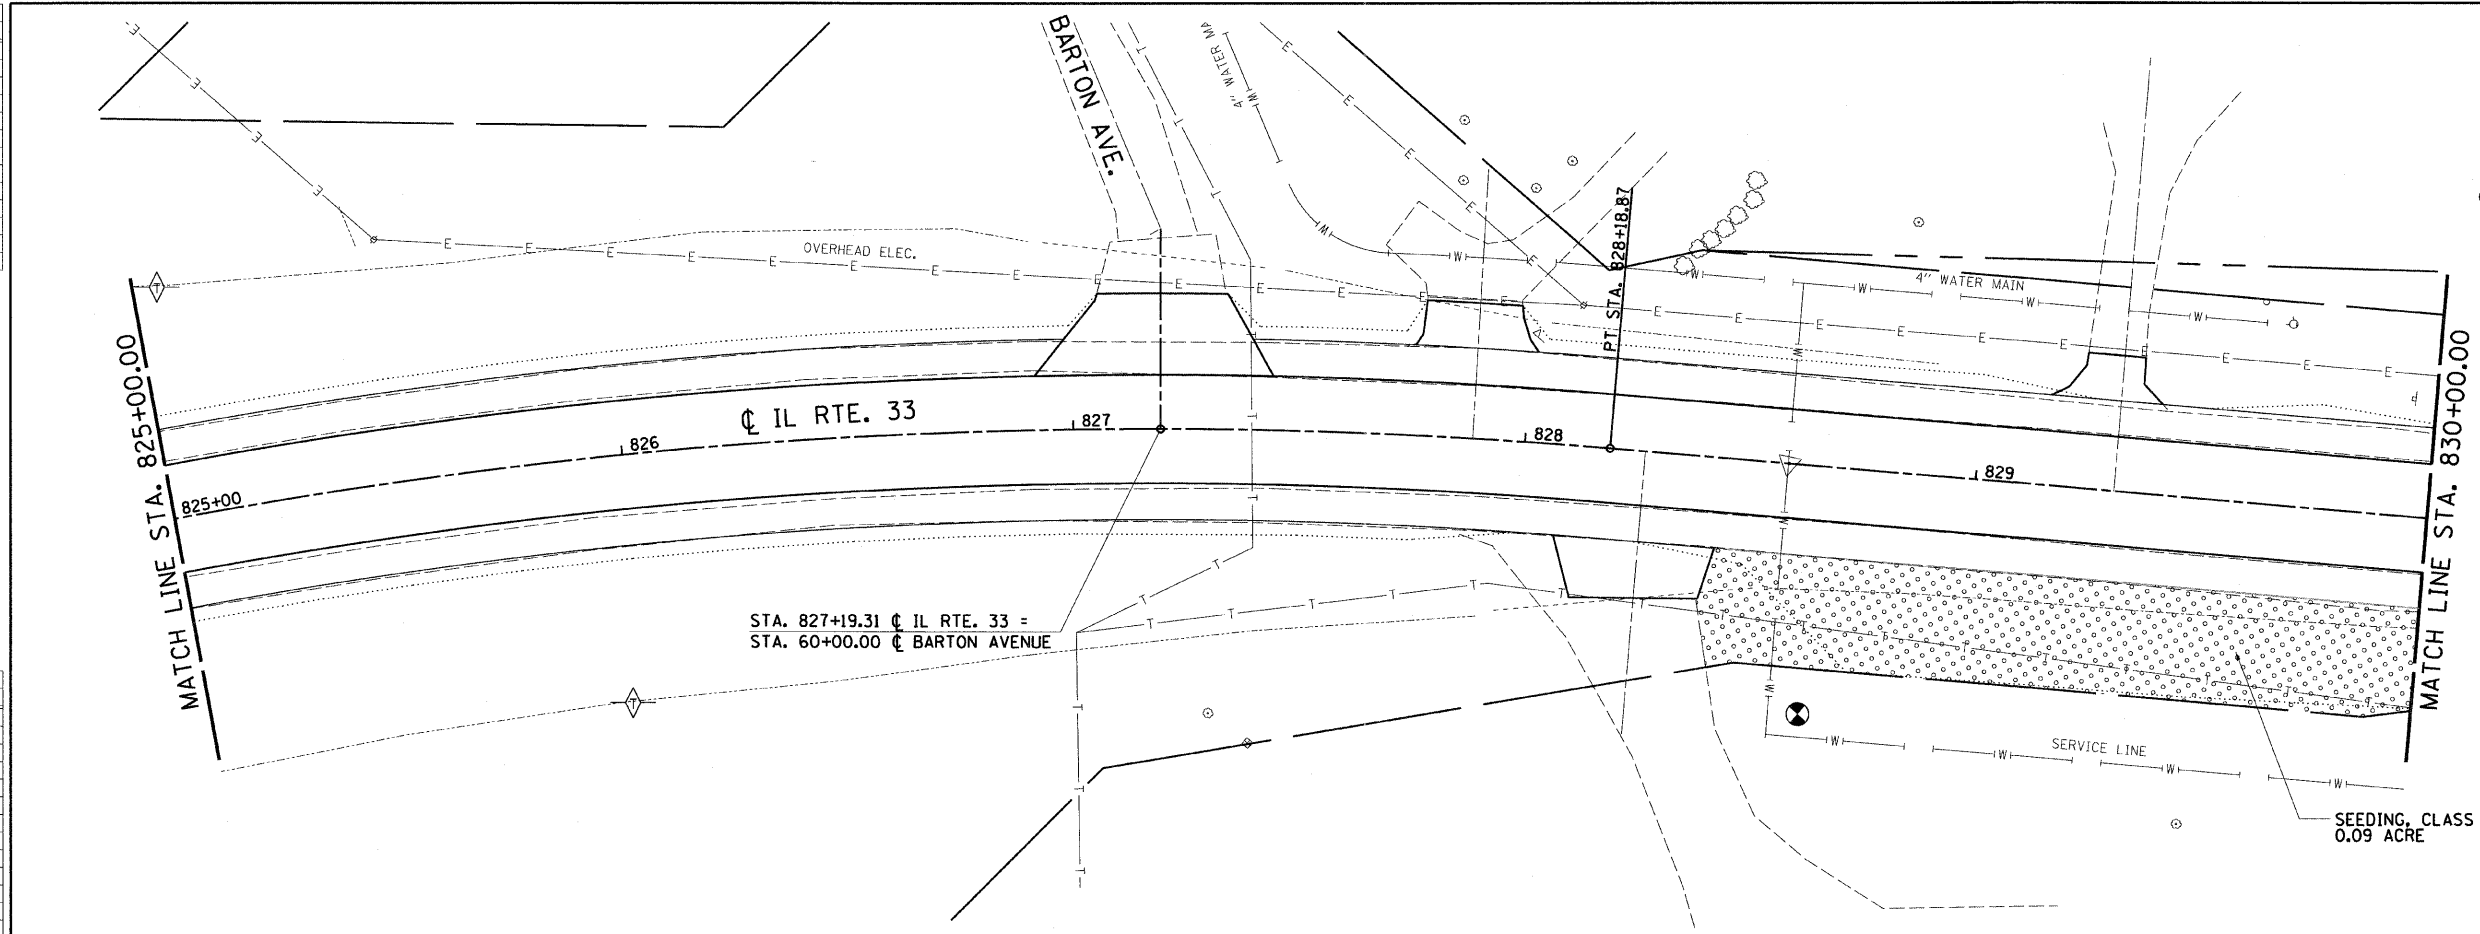 BARTON AVE.
4" WATER MA
OVERHEAD ELEC.
4" WATER MAIN
PT STA. 828+18.87
MATCH LINE STA. 825+00.00
MATCH LINE STA. 830+00.00
℄ IL RTE. 33
825+00
826
827
828
829
STA. 827+19.31 ℄ IL RTE. 33 =
STA. 60+00.00 ℄ BARTON AVENUE
SERVICE LINE
SEEDING, CLASS
0.09 ACRE